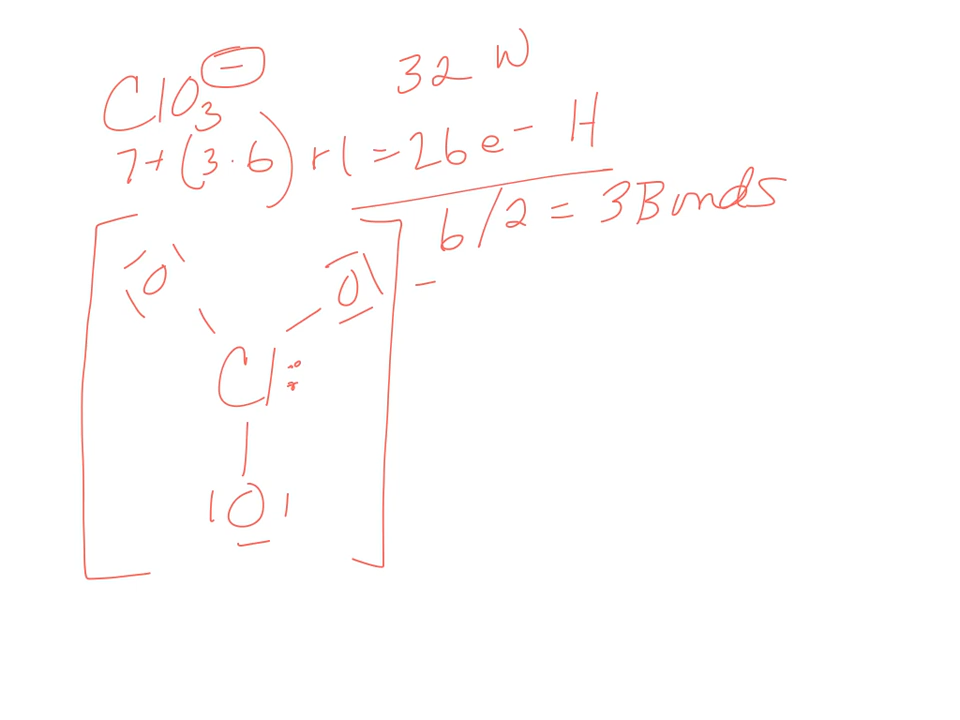 ClO₃⁻ 32 N
7+(3·6)+1=26e⁻ H
6/2 = 3 Bonds
O O -
Cl:
O